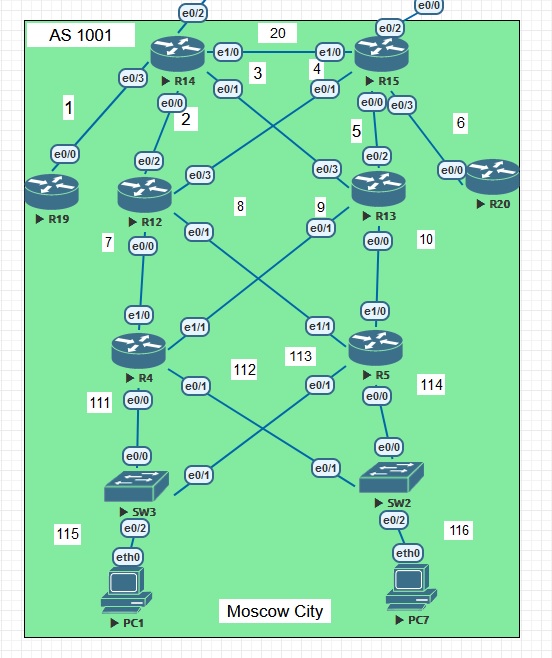 e0/2
e0/0
AS 1001
20
e0/2
e1/0
e1/0
R14
R15
e0/3
3
4
e0/0
e0/1
e0/1
e0/0
e0/3
1
2
5
6
e0/0
e0/2
e0/2
e0/3
e0/3
e0/0
R19
R12
R13
R20
8
9
7
e0/0
e0/1
e0/1
e0/0
10
e1/0
e1/1
e1/1
e1/0
R4
R5
112
113
114
111
e0/0
e0/1
e0/1
e0/0
e0/0
e0/1
e0/1
e0/0
SW3
SW2
115
e0/2
e0/2
116
eth0
eth0
PC1
Moscow City
PC7